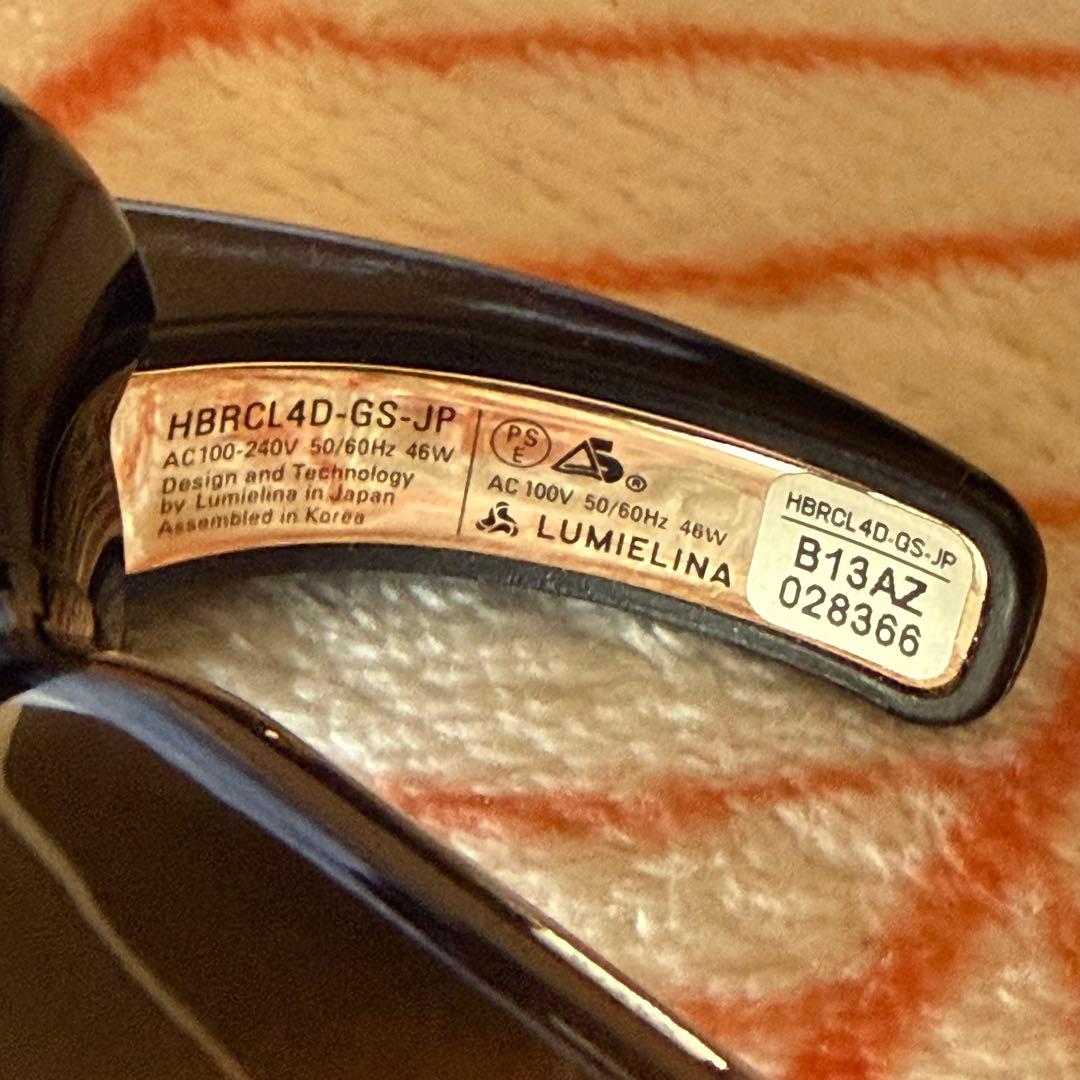 HBRCL4D-GS-JP
AC100-240V 50/60Hz 46W
Design and Technology
by Lumielina in Japan
Assembled in Korea
PS
E
AC 100V 50/60Hz 46W
LUMIELINA
HBRCL4D-GS-JP
B13AZ
028366